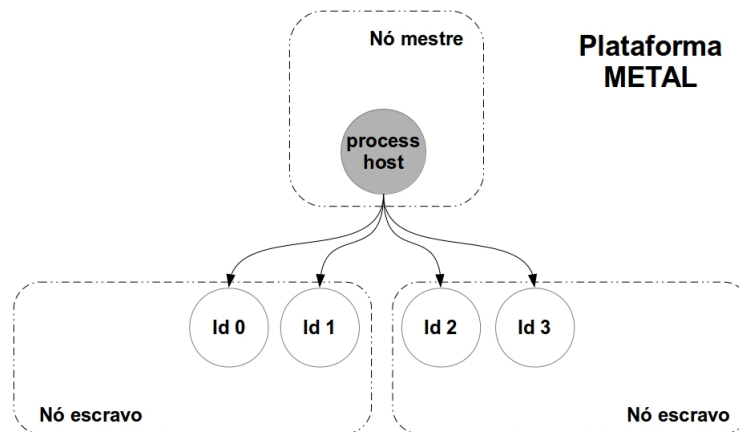 Nó mestre
Plataforma
METAL
process
host
Id 0
Id 1
Id 2
Id 3
Nó escravo
Nó escravo